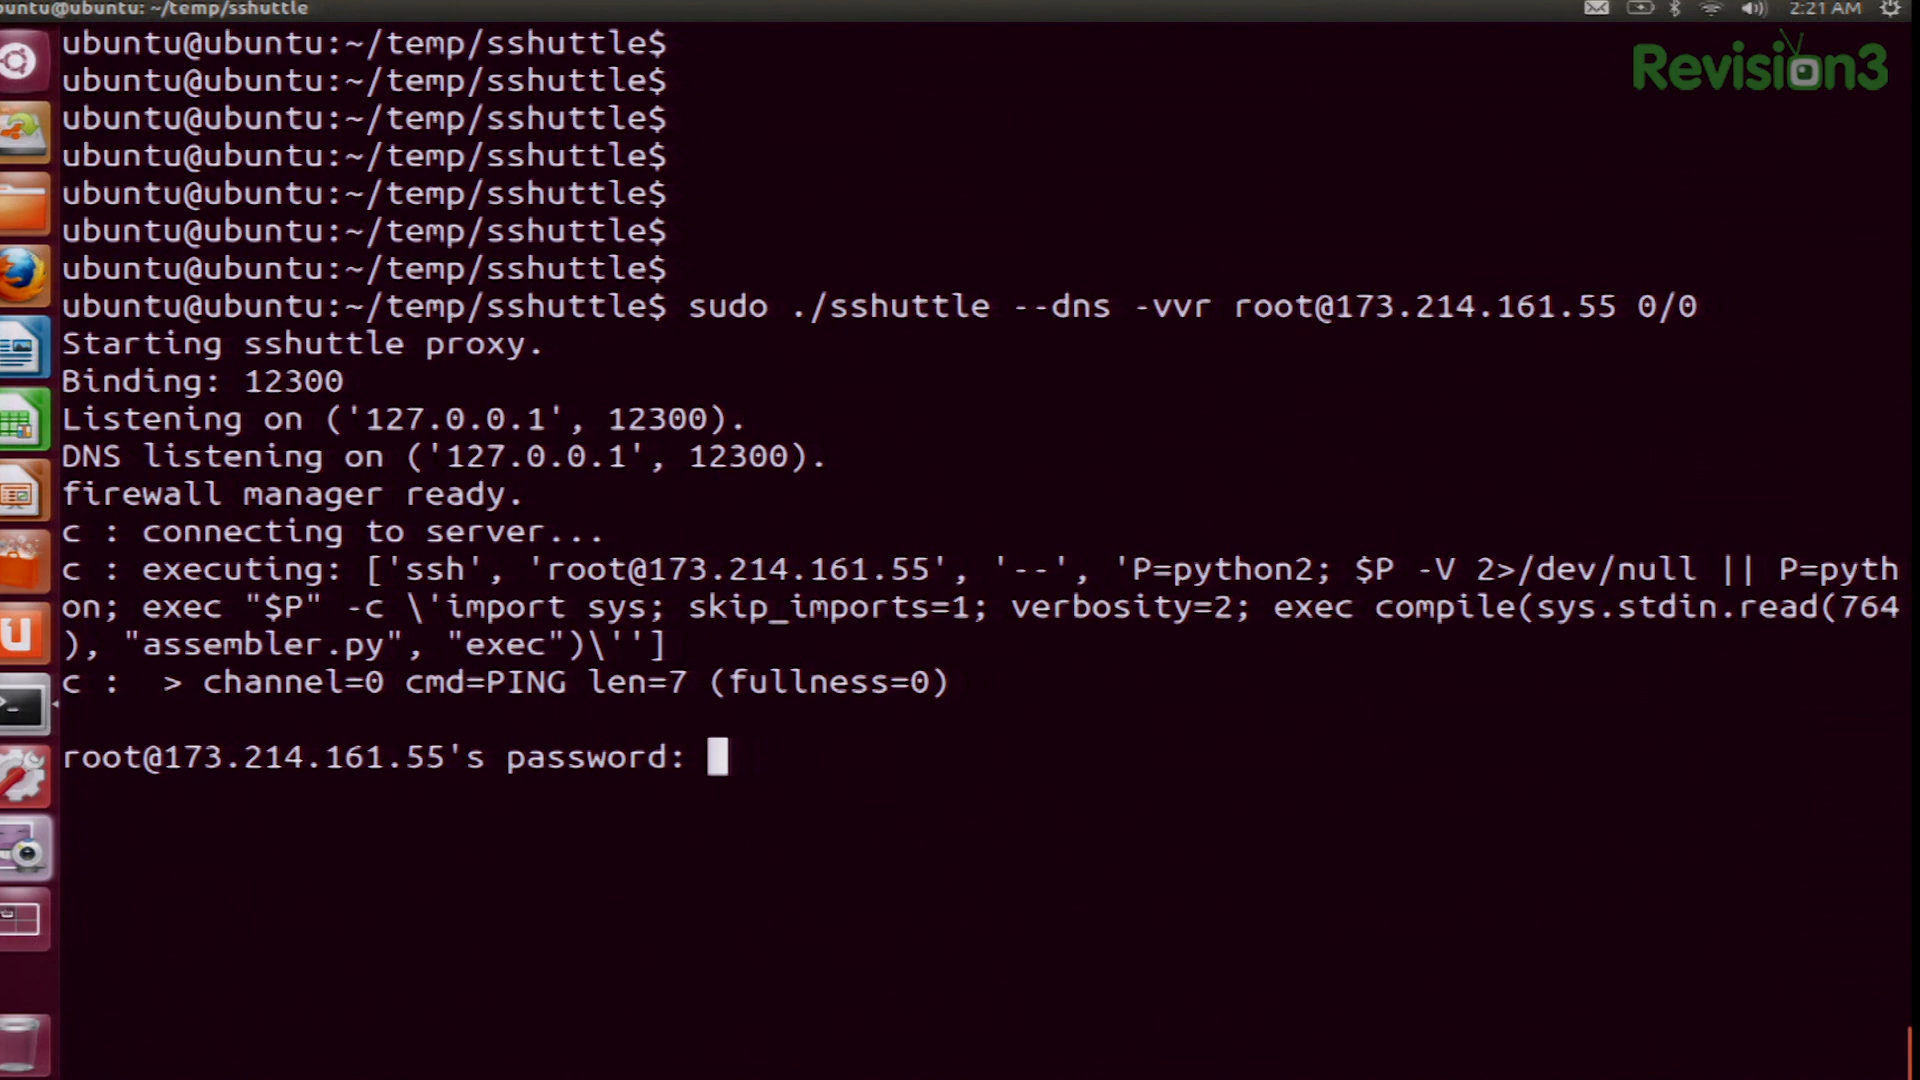 buntu@ubuntu: ~/temp/sshuttle
2:21 AM
Revision3
ubuntu@ubuntu:~/temp/sshuttle$
ubuntu@ubuntu:~/temp/sshuttle$
ubuntu@ubuntu:~/temp/sshuttle$
ubuntu@ubuntu:~/temp/sshuttle$
ubuntu@ubuntu:~/temp/sshuttle$
ubuntu@ubuntu:~/temp/sshuttle$
ubuntu@ubuntu:~/temp/sshuttle$
ubuntu@ubuntu:~/temp/sshuttle$ sudo ./sshuttle --dns -vvr root@173.214.161.55 0/0
Starting sshuttle proxy.
Binding: 12300
Listening on ('127.0.0.1', 12300).
DNS listening on ('127.0.0.1', 12300).
firewall manager ready.
c : connecting to server...
c : executing: ['ssh', 'root@173.214.161.55', '--', 'P=python2; $P -V 2>/dev/null || P=pyth
on; exec "$P" -c \'import sys; skip_imports=1; verbosity=2; exec compile(sys.stdin.read(764
), "assembler.py", "exec")\'']
c :  > channel=0 cmd=PING len=7 (fullness=0)
root@173.214.161.55's password: